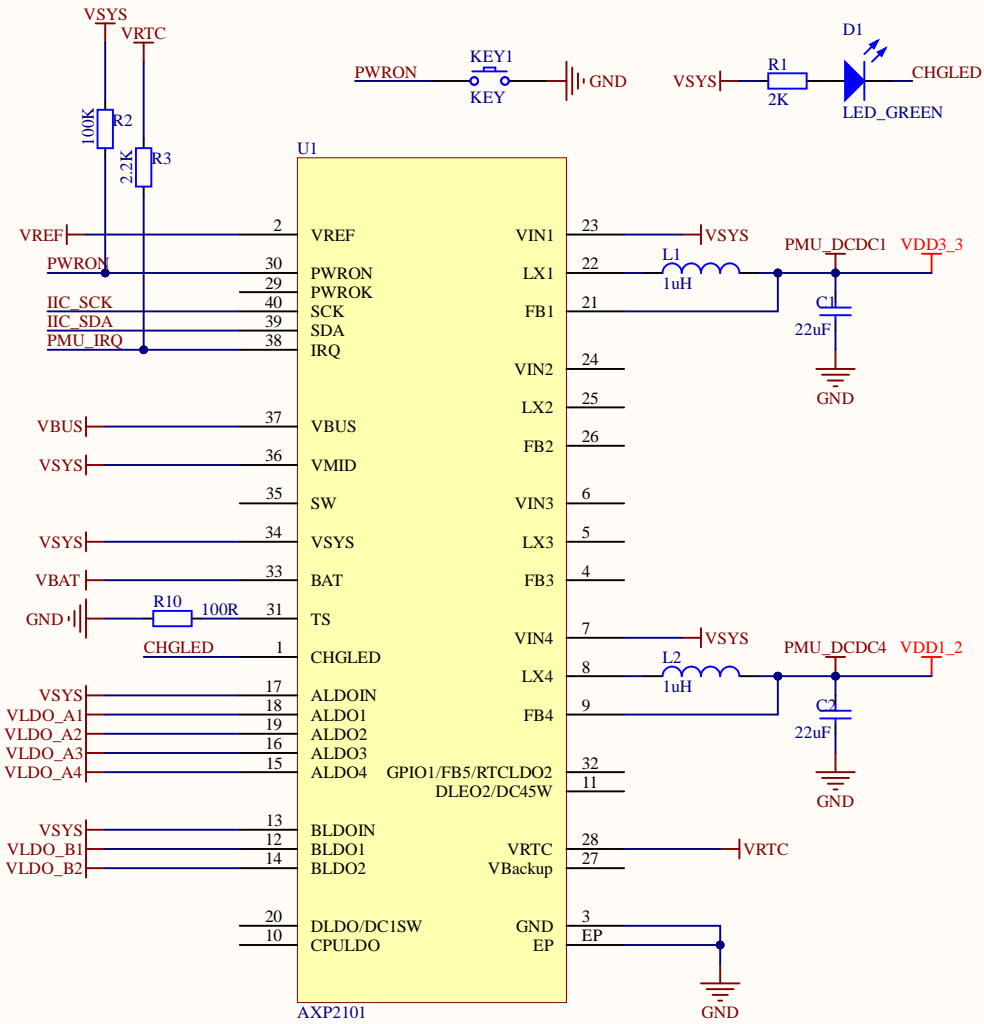 VSYS
VRTC
100K
R2
2.2K
R3
PWRON
KEY1
KEY
GND
VSYS
R1
2K
D1
LED_GREEN
CHGLED
U1
VREF
2
VREF
PWRON
30
PWRON
29
PWROK
IIC_SCK
40
SCK
IIC_SDA
39
SDA
PMU_IRQ
38
IRQ
VBUS
37
VBUS
VSYS
36
VMID
35
SW
VSYS
34
VSYS
VBAT
33
BAT
GND
R10
100R
31
TS
CHGLED
1
CHGLED
VSYS
17
ALDOIN
VLDO_A1
18
ALDO1
VLDO_A2
19
ALDO2
VLDO_A3
16
ALDO3
VLDO_A4
15
ALDO4
VSYS
13
BLDOIN
VLDO_B1
12
BLDO1
VLDO_B2
14
BLDO2
20
DLDO/DC1SW
10
CPULDO
VIN1
23
VSYS
LX1
22
L1
1uH
PMU_DCDC1
VDD3_3
FB1
21
C1
22uF
GND
VIN2
24
LX2
25
FB2
26
VIN3
6
LX3
5
FB3
4
VIN4
7
VSYS
LX4
8
L2
1uH
PMU_DCDC4
VDD1_2
FB4
9
C2
22uF
GND
GPIO1/FB5/RTCLDO2
32
DLEO2/DC45W
11
VRTC
28
VRTC
VBackup
27
GND
3
EP
EP
GND
AXP2101